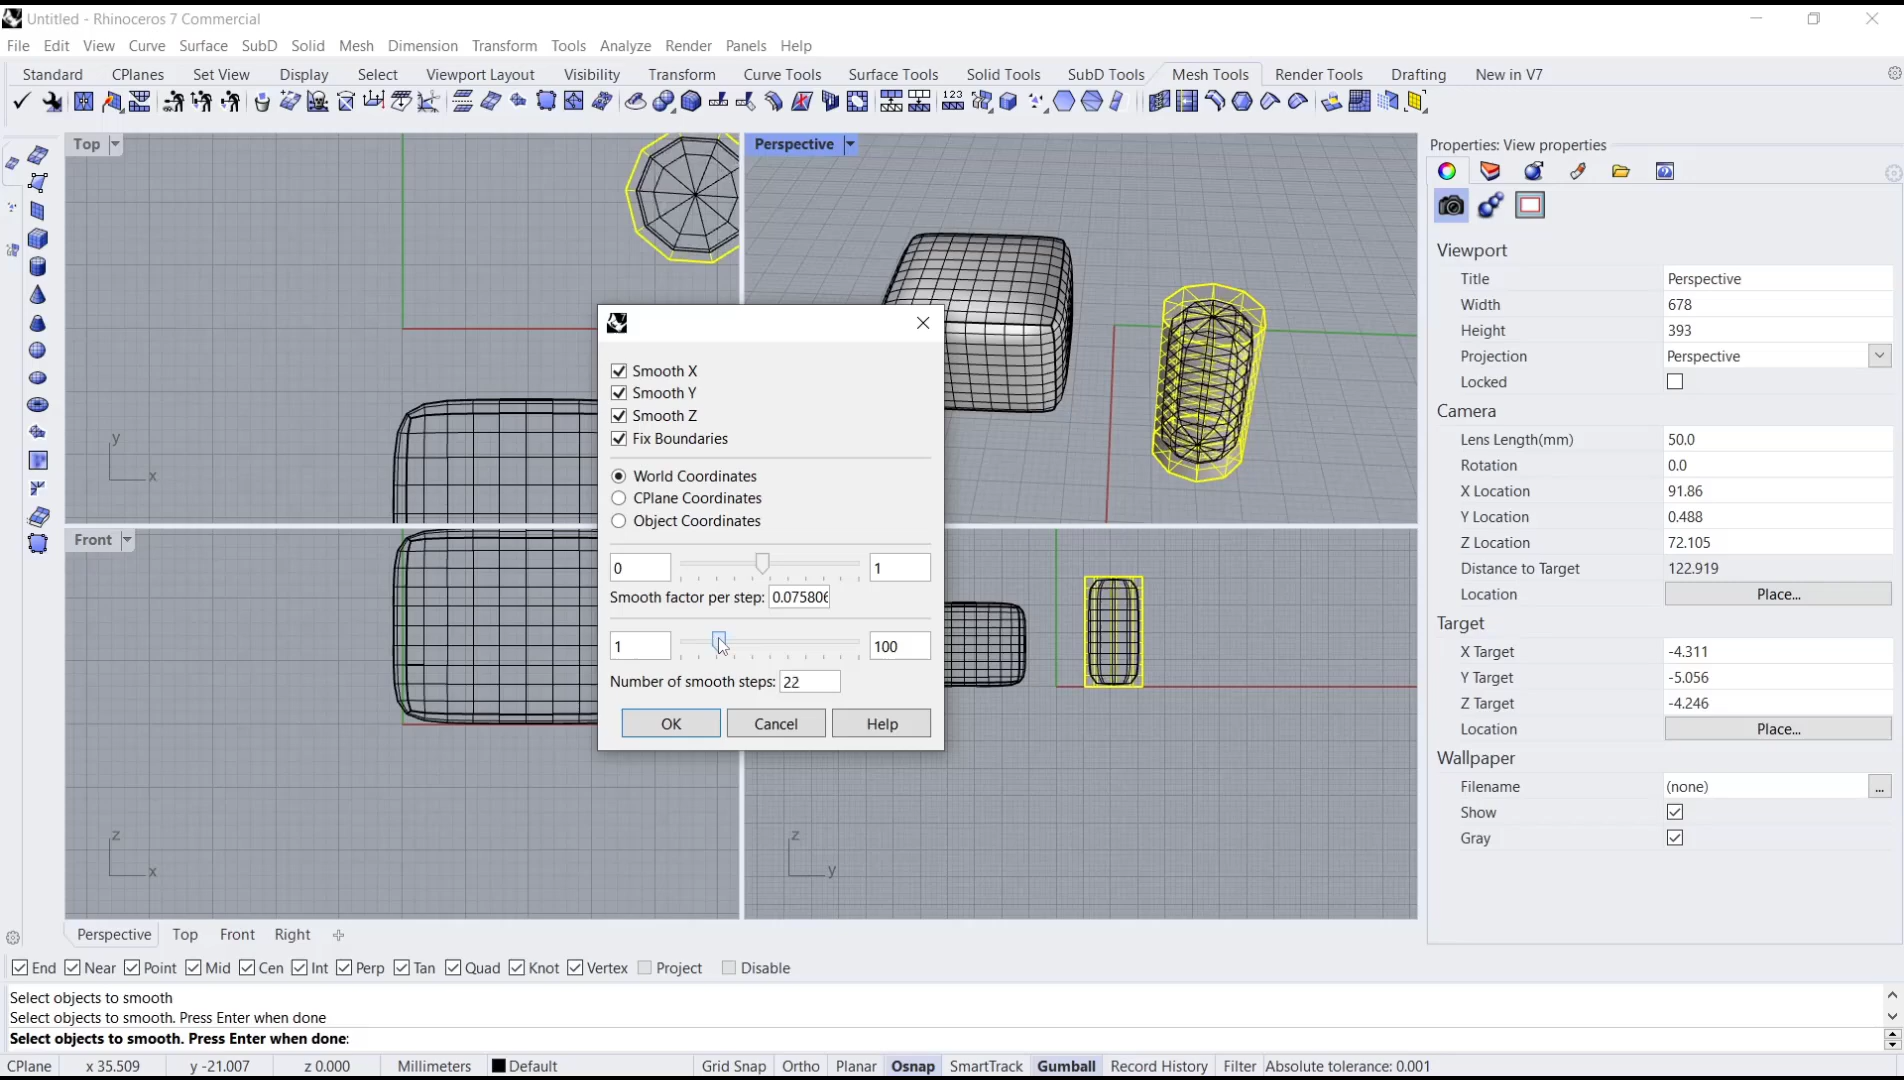 Untitled - Rhinoceros 7 Commercial
File Edit View Curve Surface SubD Solid Mesh Dimension Transform Tools Analyze Render Panels Help
Standard CPlanes Set View Display Select Viewport Layout Visibility Transform Curve Tools Surface Tools Solid Tools SubD Tools Mesh Tools Render Tools Drafting New in V7
123
Top
y
x
Perspective
Front
z
x
z
y
Smooth X
Smooth Y
Smooth Z
Fix Boundaries
World Coordinates
CPlane Coordinates
Object Coordinates
0 1
Smooth factor per step: 0.075806
1 100
Number of smooth steps: 22
OK Cancel Help
Properties: View properties
Viewport
Title Perspective
Width 678
Height 393
Projection Perspective
Locked
Camera
Lens Length(mm) 50.0
Rotation 0.0
X Location 91.86
Y Location 0.488
Z Location 72.105
Distance to Target 122.919
Location Place...
Target
X Target -4.311
Y Target -5.056
Z Target -4.246
Location Place...
Wallpaper
Filename (none) ...
Show
Gray
Perspective Top Front Right
End Near Point Mid Cen Int Perp Tan Quad Knot Vertex Project Disable
Select objects to smooth
Select objects to smooth. Press Enter when done
Select objects to smooth. Press Enter when done:
CPlane x 35.509 y -21.007 z 0.000 Millimeters Default Grid Snap Ortho Planar Osnap SmartTrack Gumball Record History Filter Absolute tolerance: 0.001